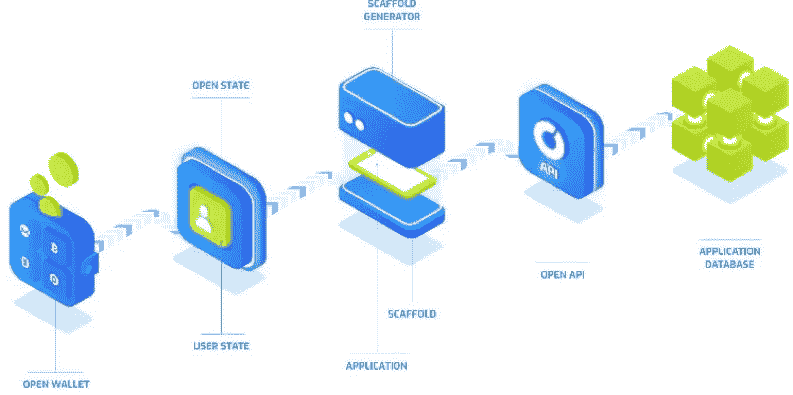 SCAFFOLD
GENERATOR
OPEN STATE
API
APPLICATION
DATABASE
OPEN API
SCAFFOLD
USER STATE
APPLICATION
OPEN WALLET